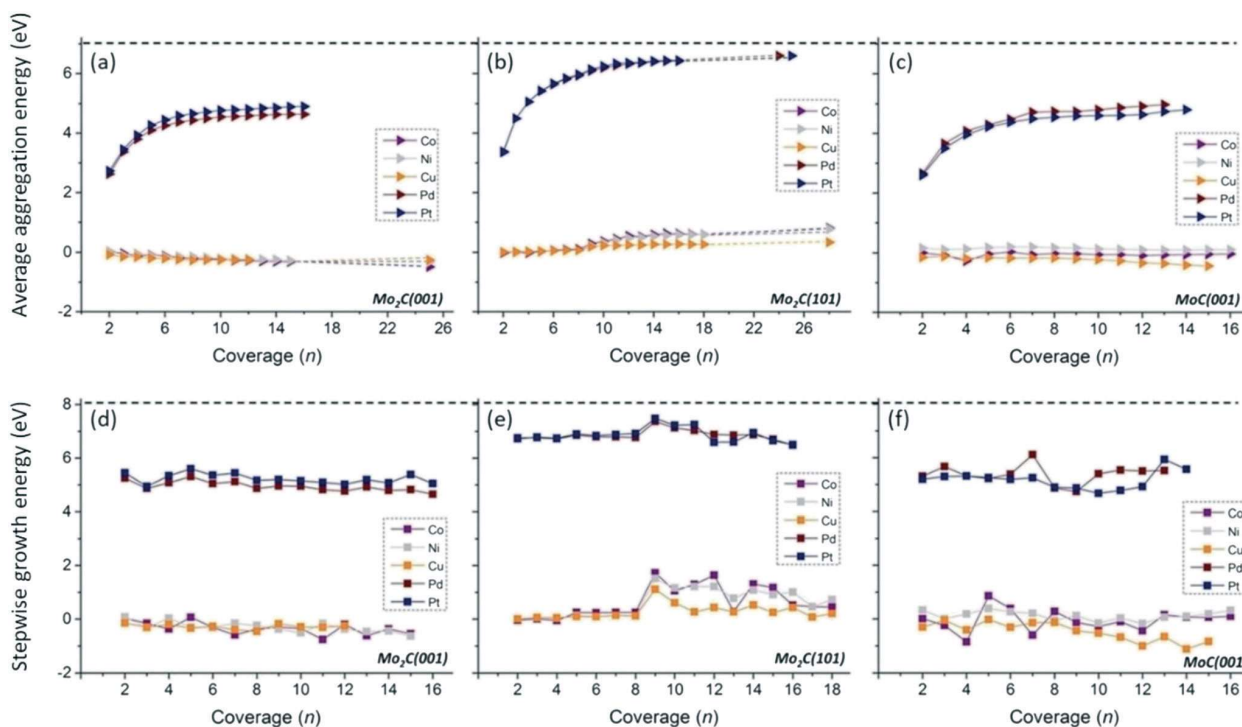 Average aggregation energy (eV)
6
4
2
0
-2
(a)
Co
Ni
Cu
Pd
Pt
Mo₂C(001)
2 6 10 14 18 22 26
Coverage (n)
(b)
Co
Ni
Cu
Pd
Pt
Mo₂C(101)
2 6 10 14 18 22 26
Coverage (n)
(c)
Co
Ni
Cu
Pd
Pt
MoC(001)
2 4 6 8 10 12 14 16
Coverage (n)
Stepwise growth energy (eV)
8
6
4
2
0
-2
(d)
Co
Ni
Cu
Pd
Pt
Mo₂C(001)
2 4 6 8 10 12 14 16
Coverage (n)
(e)
Co
Ni
Cu
Pd
Pt
Mo₂C(101)
2 4 6 8 10 12 14 16 18
Coverage (n)
(f)
Co
Ni
Cu
Pd
Pt
MoC(001
2 4 6 8 10 12 14 16
Coverage (n)